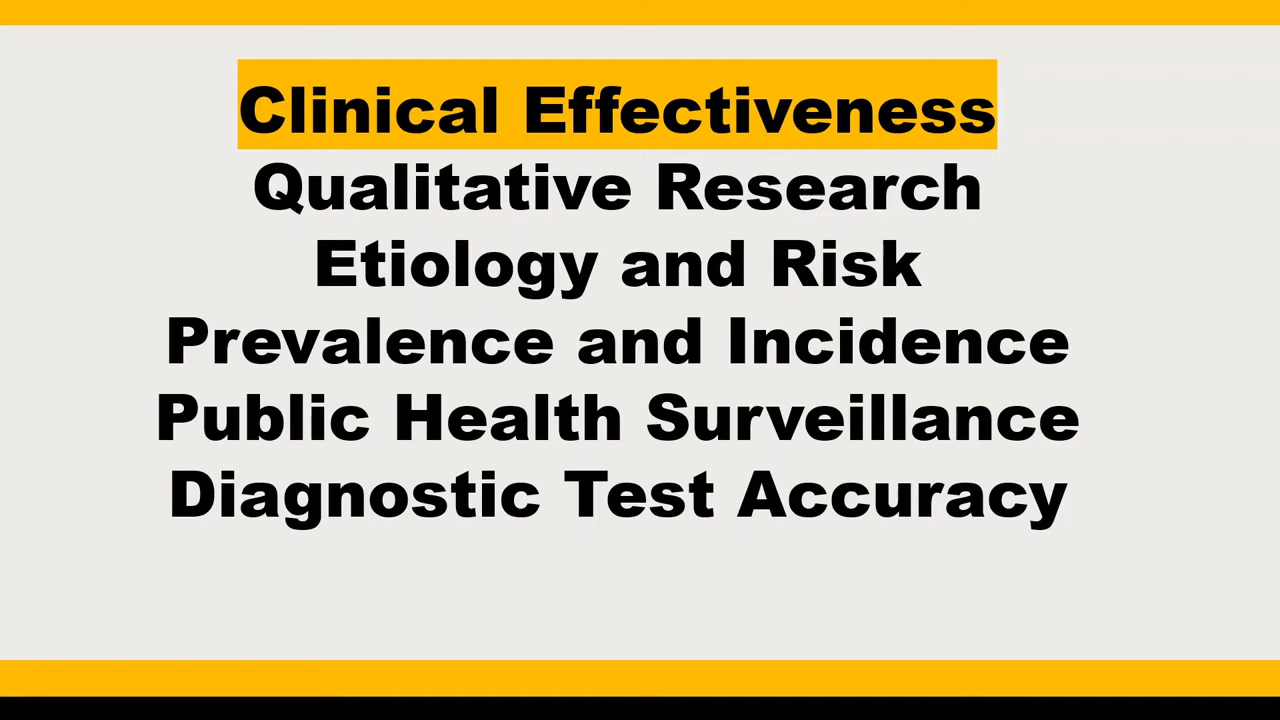 Clinical Effectiveness
Qualitative Research
Etiology and Risk
Prevalence and Incidence
Public Health Surveillance
Diagnostic Test Accuracy